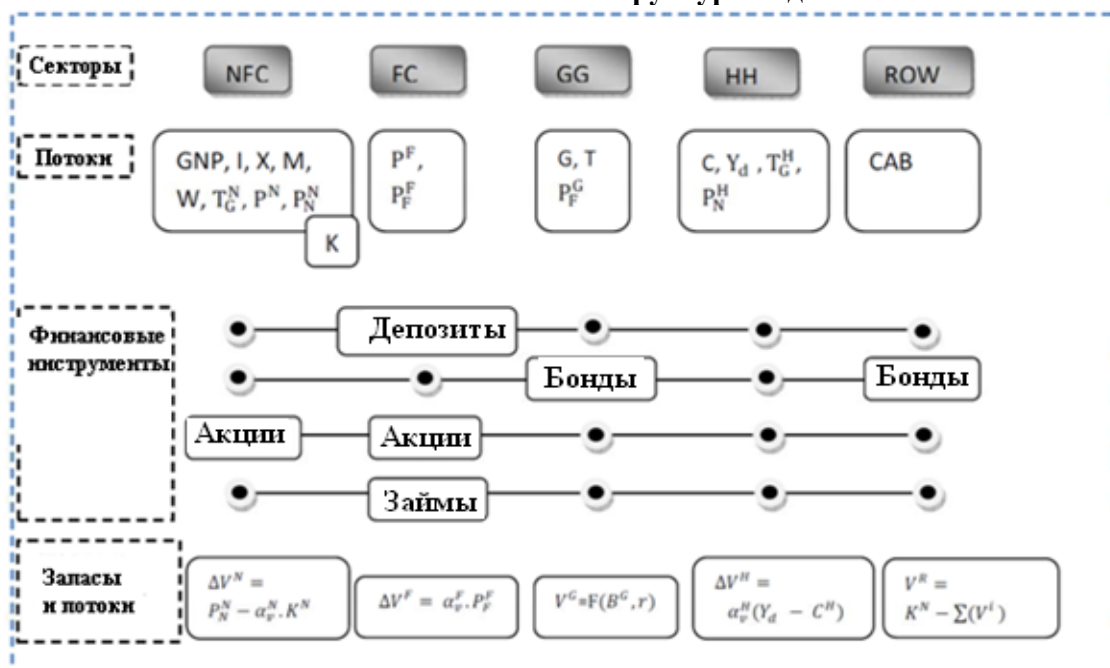 Секторы NFC FC GG HH ROW
Потоки
GNP, I, X, M,
W, T_G^N, P^N, P_N^N
K
P^F,
P_F^F
G, T
P_F^G
C, Y_d , T_G^H,
P_N^H
CAB
Финансовые
инструменты
Депозиты
Бонды Бонды
Акции Акции
Займы
Запасы
и потоки
ΔV^N =
P_N^N − α_v^N. K^N
ΔV^F = α_v^F. P_F^F
V^G=F(B^G, r)
ΔV^H =
α_v^H(Y_d − C^H)
V^R =
K^N − Σ(V^i)